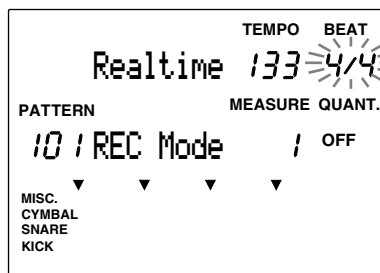 TEMPO BEAT
Realtime 133 4/4
PATTERN MEASURE QUANT.
101 REC Mode 1 OFF
MISC.
CYMBAL
SNARE
KICK